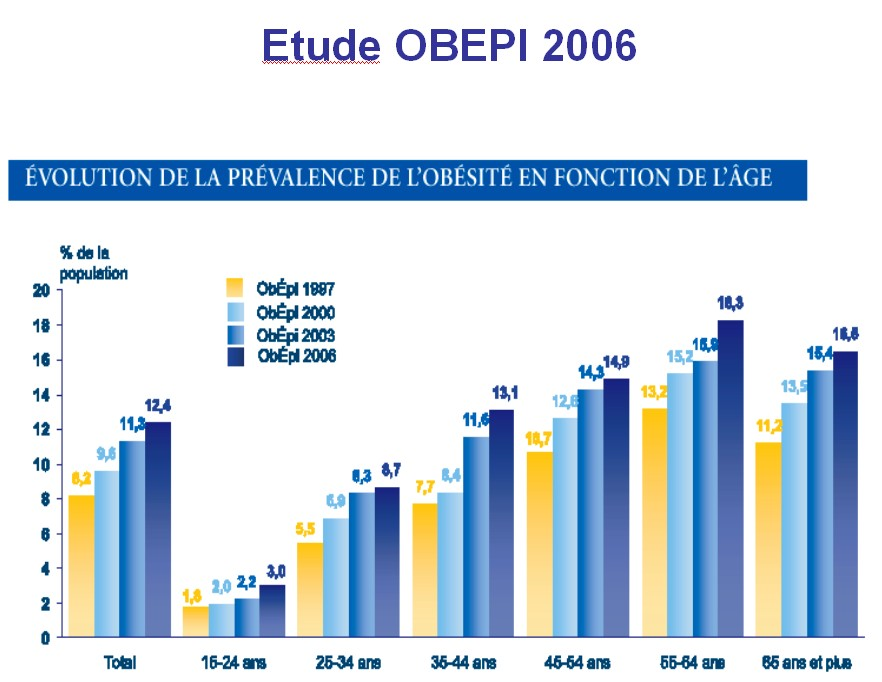 Etude OBEPI 2006
ÉVOLUTION DE LA PRÉVALENCE DE L'OBÉSITÉ EN FONCTION DE L'ÂGE
% de la
population
ObÉpi 1997
ObÉpi 2000
ObÉpi 2003
ObÉpi 2006
20
18
16
14
12
10
8
6
4
2
0
8,2 9,6 11,3 12,4
1,8 2,0 2,2 3,0
5,5 6,9 8,3 8,7
7,7 8,4 11,6 13,1
10,7 12,6 14,3 14,9
13,2 15,2 15,9 18,3
11,2 13,5 15,4 16,5
Total 15-24 ans 25-34 ans 35-44 ans 45-54 ans 55-64 ans 65 ans et plus